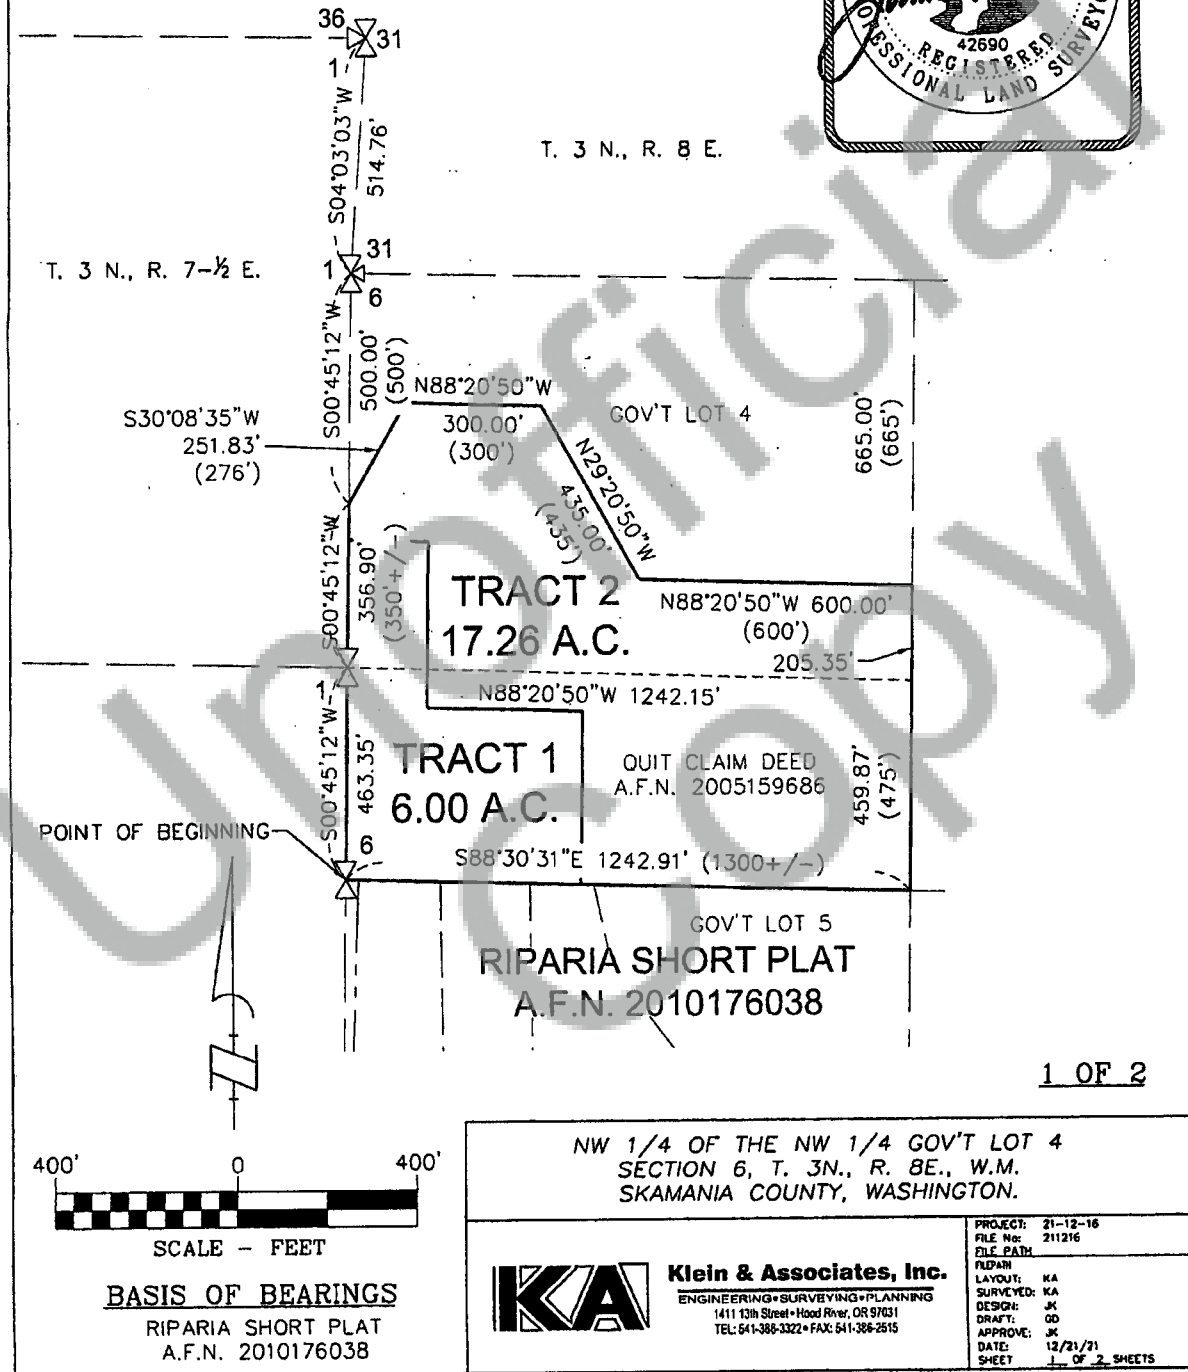 36
31
1
S04°03'03"W
514.76'
T. 3 N., R. 8 E.
42690
REGISTERED
PROFESSIONAL LAND SURVEYOR
T. 3 N., R. 7-½ E.
31
1
6
S00°45'12"W
500.00'
(500')
N88°20'50"W
300.00'
(300')
GOV'T LOT 4
S30°08'35"W
251.83'
(276')
N29°20'50"W
435.00'
(435')
665.00'
(665')
S00°45'12"W
356.90'
(350'+/-)
TRACT 2
17.26 A.C.
N88°20'50"W 600.00'
(600')
205.35'
1
N88°20'50"W 1242.15'
S00°45'12"W
463.35'
TRACT 1
6.00 A.C.
QUIT CLAIM DEED
A.F.N. 2005159686
459.87'
(475')
POINT OF BEGINNING
6
S88°30'31"E 1242.91' (1300+/-)
GOV'T LOT 5
RIPARIA SHORT PLAT
A.F.N. 2010176038
Unofficial
Copy
1 OF 2
400' 0 400'
SCALE - FEET
BASIS OF BEARINGS
RIPARIA SHORT PLAT
A.F.N. 2010176038
NW 1/4 OF THE NW 1/4 GOV'T LOT 4
SECTION 6, T. 3N., R. 8E., W.M.
SKAMANIA COUNTY, WASHINGTON.
KA
Klein & Associates, Inc.
ENGINEERING•SURVEYING•PLANNING
1411 13th Street•Hood River, OR 97031
TEL: 541-386-3322•FAX: 541-386-2515
PROJECT: 21-12-16
FILE No: 211216
FILE PATH
LAYOUT: KA
SURVEYED: KA
DESIGN: JK
DRAFT: GD
APPROVE: JK
DATE: 12/21/21
SHEET 1 OF 2 SHEETS